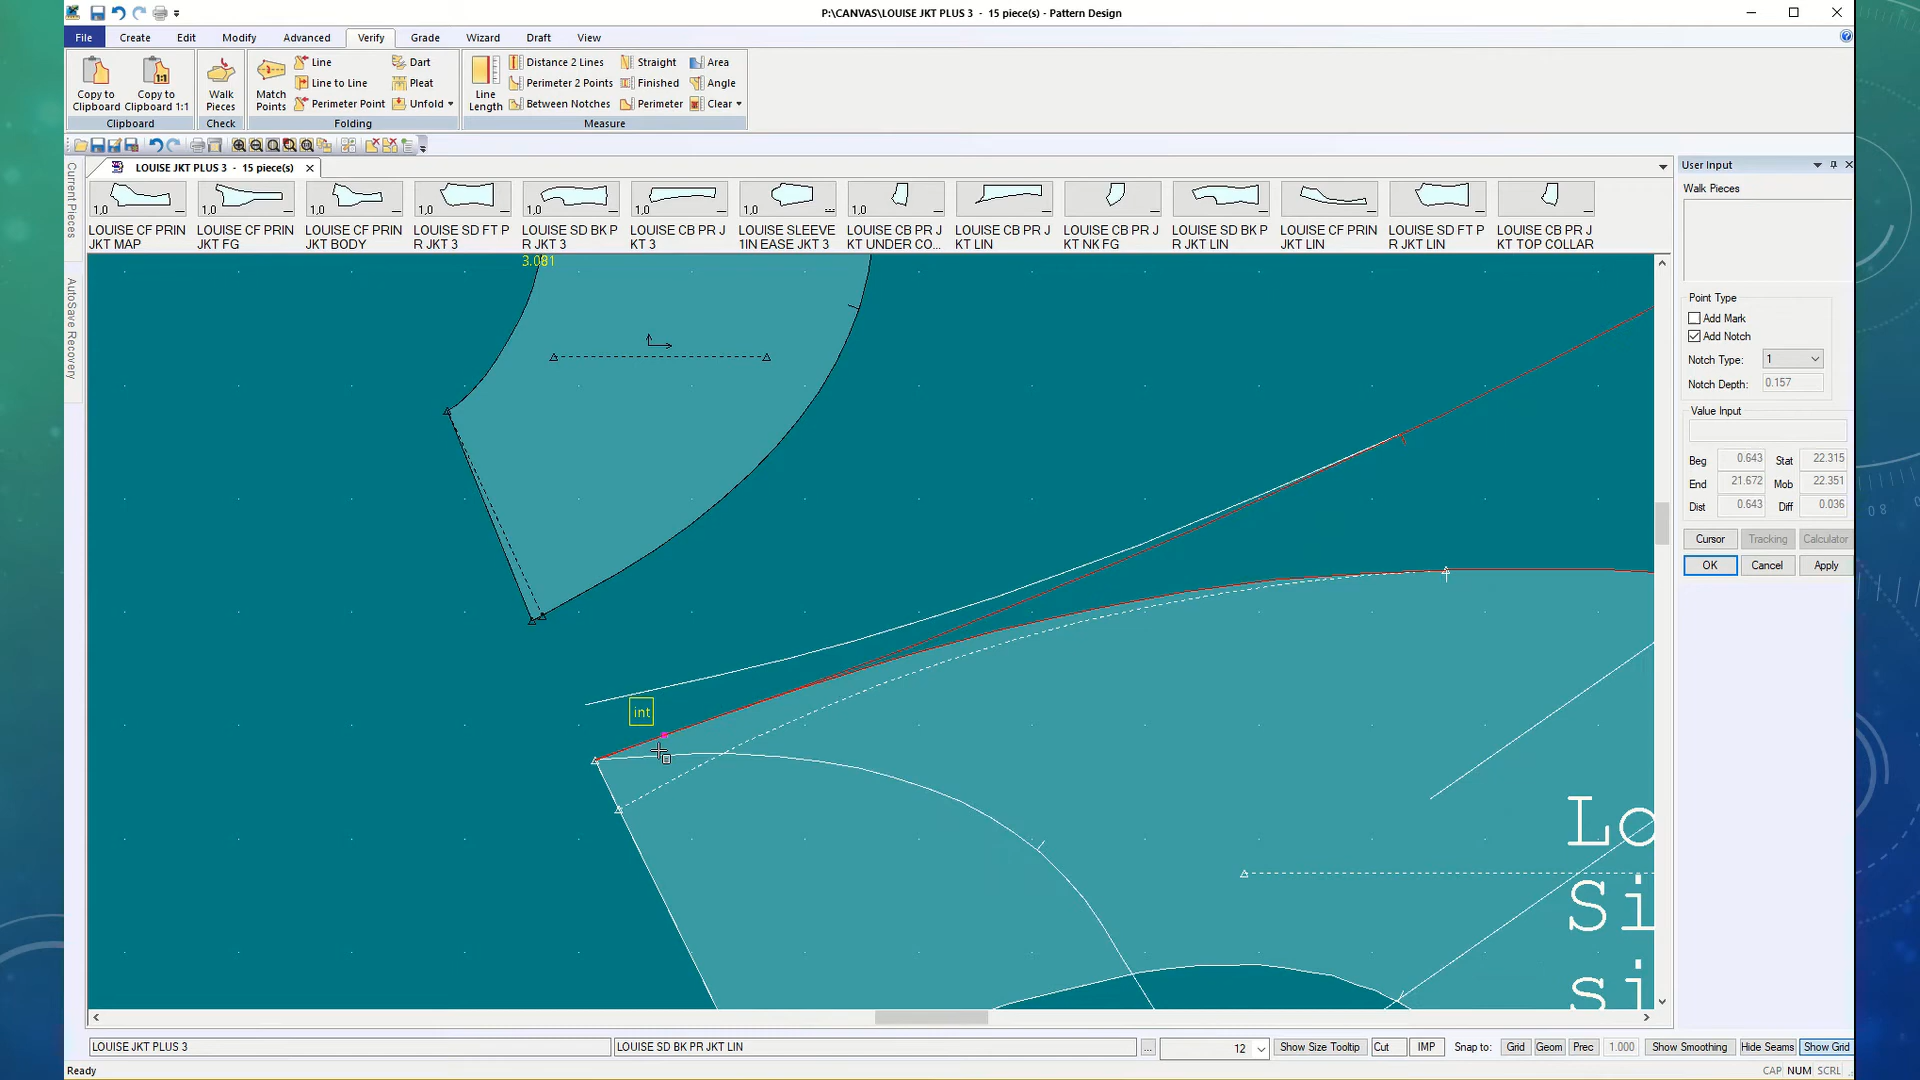 P:\CANVAS\LOUISE JKT PLUS 3 - 15 piece(s) - Pattern Design
File Create Edit Modify Advanced Verify Grade Wizard Draft View
Copy to Clipboard
Copy to Clipboard 1:1
Clipboard
Walk Pieces
Check
Match Points
Line
Line to Line
Perimeter Point
Dart
Pleat
Unfold
Folding
Line Length
Distance 2 Lines
Perimeter 2 Points
Between Notches
Straight
Finished
Perimeter
Area
Angle
Clear
Measure
LOUISE JKT PLUS 3 - 15 piece(s)
Current Pieces
AutoSave Recovery
1,0 1,0 1,0 1,0 1,0 1,0 1,0
LOUISE CF PRIN JKT MAP
LOUISE CF PRIN JKT FG
LOUISE CF PRIN JKT BODY
LOUISE SD FT P R JKT 3
LOUISE SD BK P R JKT 3
LOUISE CB PR J KT 3
LOUISE SLEEVE 1IN EASE JKT 3
LOUISE CB PR J KT UNDER CO...
LOUISE CB PR J KT LIN
LOUISE CB PR J KT NK FG
LOUISE SD BK P R JKT LIN
LOUISE CF PRIN JKT LIN
LOUISE SD FT P R JKT LIN
LOUISE CB PR J KT TOP COLLAR
3.081
int
Lo
Si
si
User Input
Walk Pieces
Point Type
Add Mark
Add Notch
Notch Type: 1
Notch Depth: 0.157
Value Input
Beg 0.643 Stat 22.315
End 21.672 Mob 22.351
Dist 0.643 Diff 0.036
Cursor Tracking Calculator
OK Cancel Apply
LOUISE JKT PLUS 3 LOUISE SD BK PR JKT LIN ... 12 Show Size Tooltip Cut IMP Snap to: Grid Geom Prec 1.000 Show Smoothing Hide Seams Show Grid
Ready CAP NUM SCRL